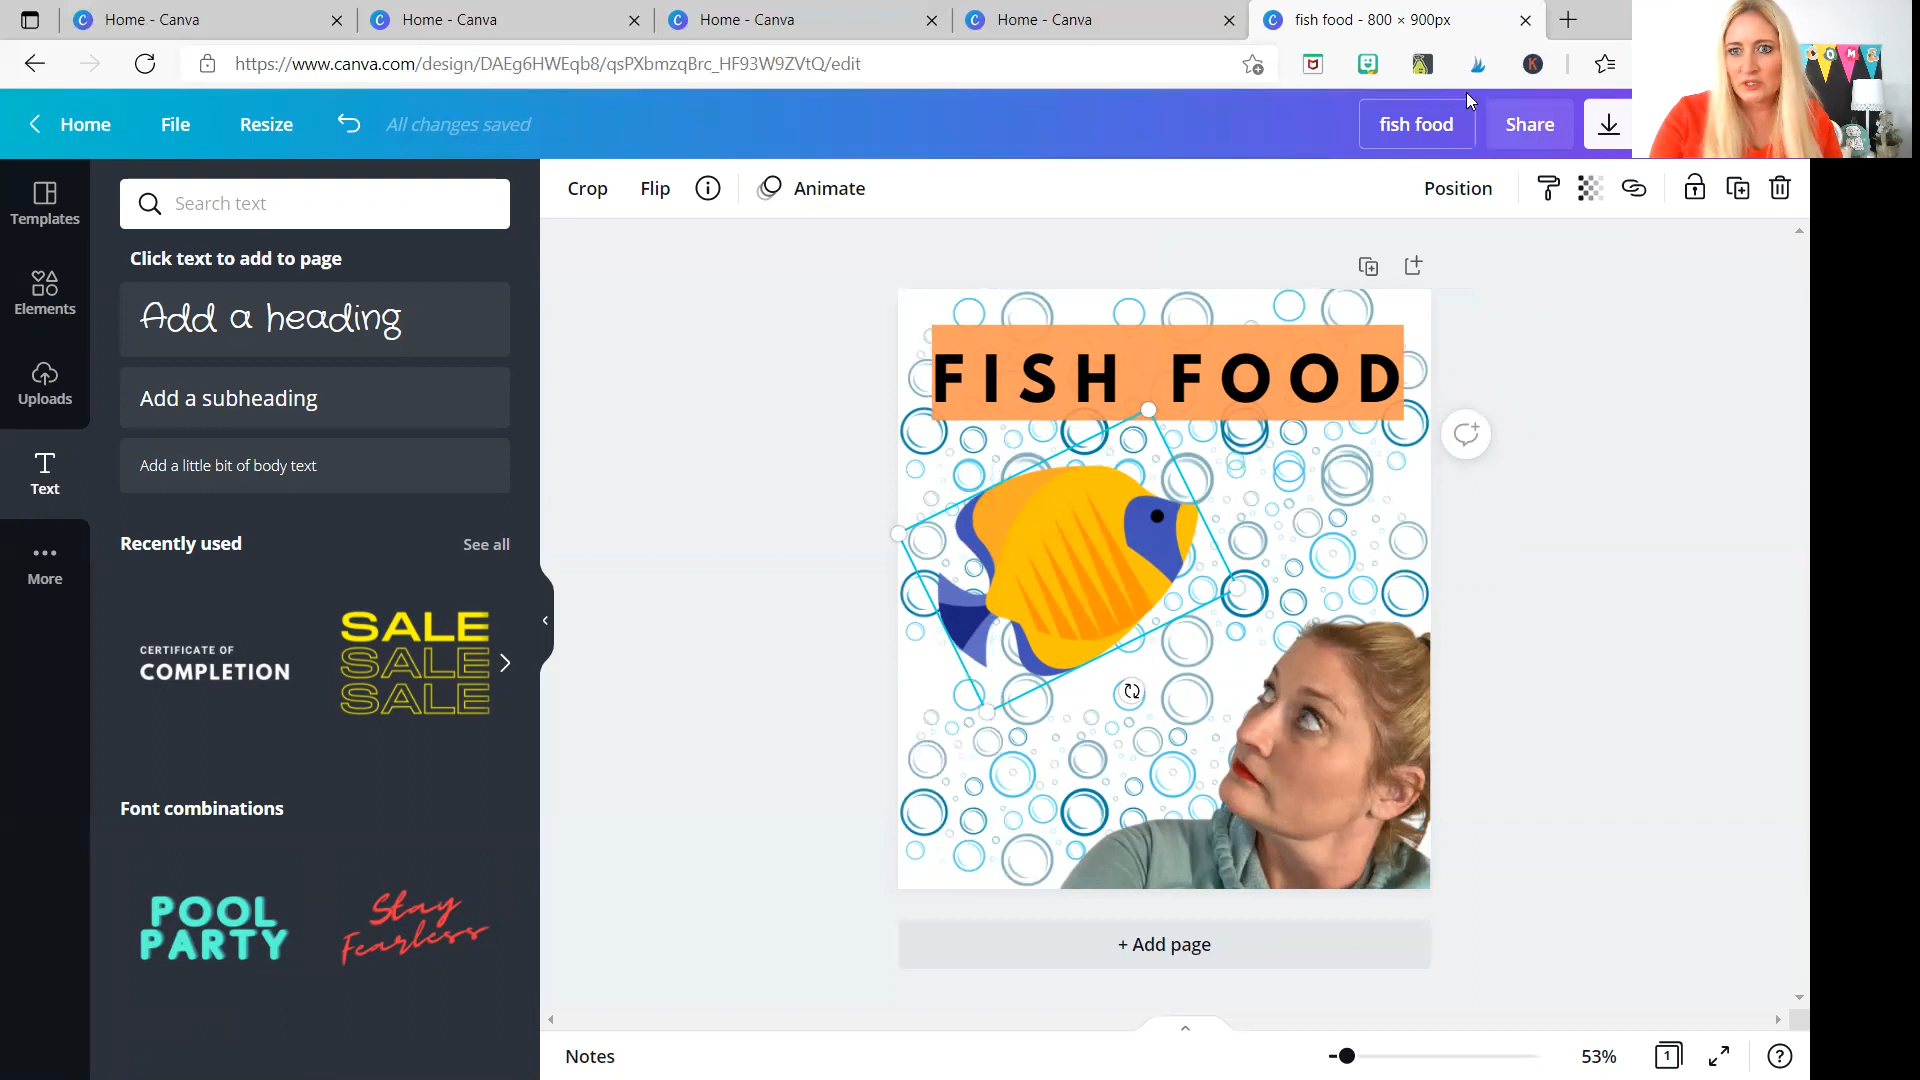 Home - Canva
Home - Canva
Home - Canva
Home - Canva
fish food - 800 × 900px
https://www.canva.com/design/DAEg6HWEqb8/qsPXbmzqBrc_HF93W9ZVtQ/edit
K
Home
File
Resize
All changes saved
fish food
Share
Templates
Elements
Uploads
Text
More
Search text
Click text to add to page
Add a heading
Add a subheading
Add a little bit of body text
Recently used
See all
CERTIFICATE OF
COMPLETION
SALE
SALE
SALE
Font combinations
POOL
PARTY
Stay
Fearless
Crop
Flip
Animate
Position
FISH FOOD
+ Add page
Notes
53%
1